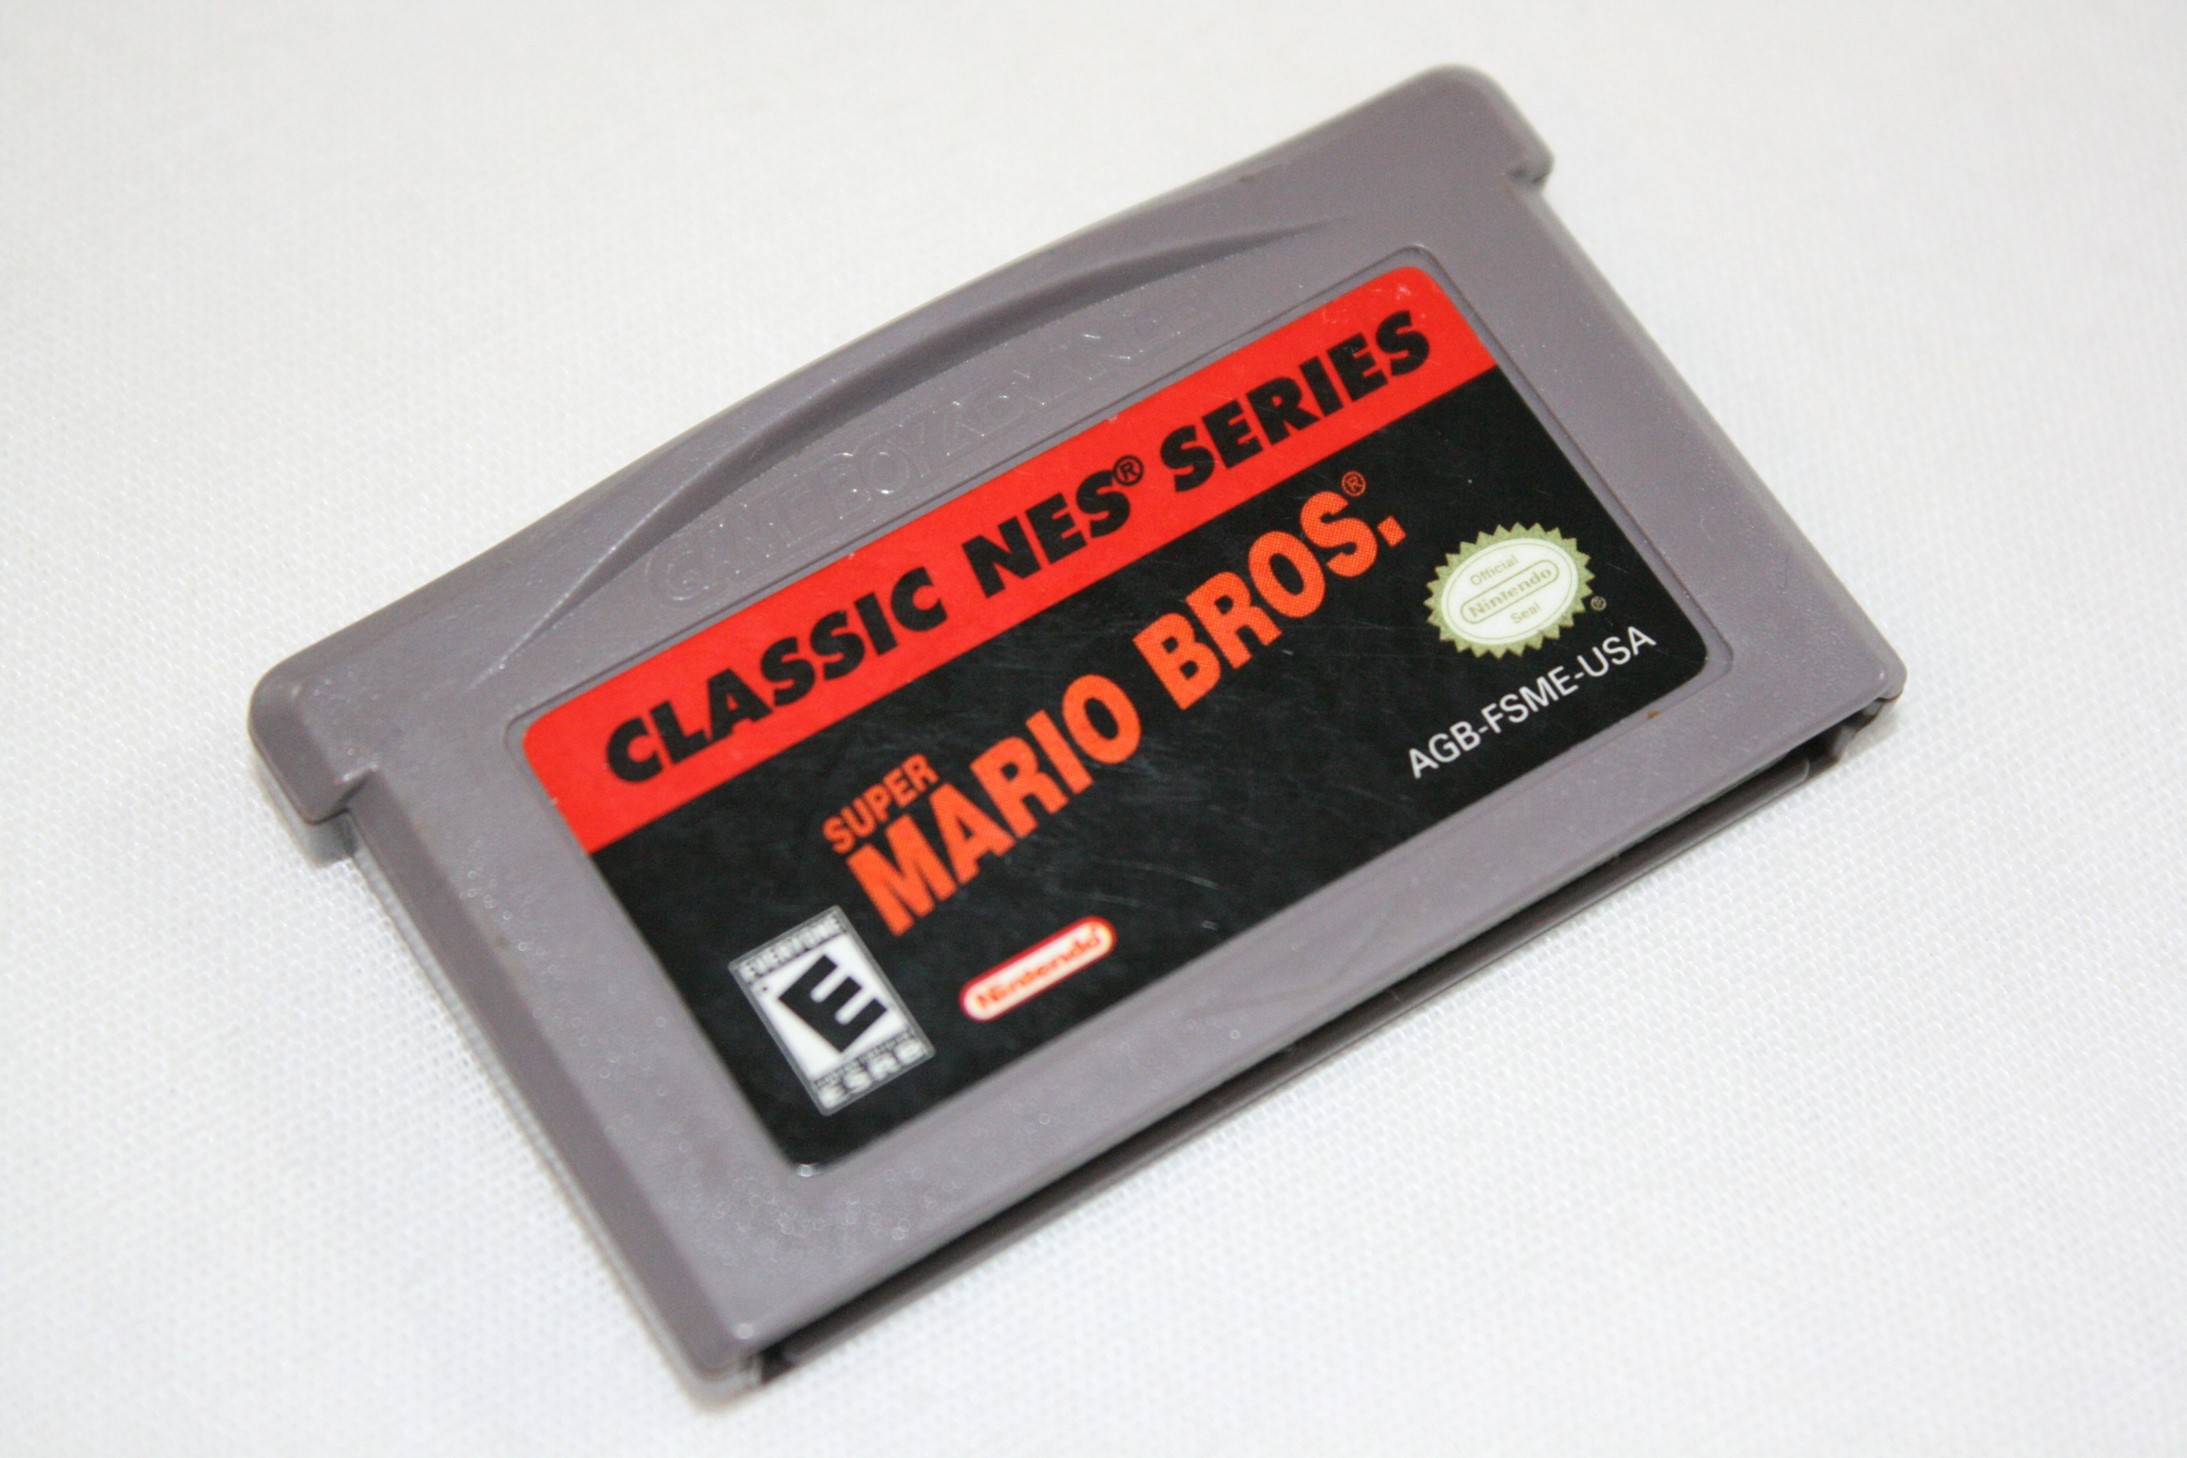 GAME BOY ADVANCE
CLASSIC NES® SERIES
SUPER
MARIO BROS.®
Official
Nintendo
Seal
®
AGB-FSME-USA
EVERYONE
E
ESRB
Nintendo®